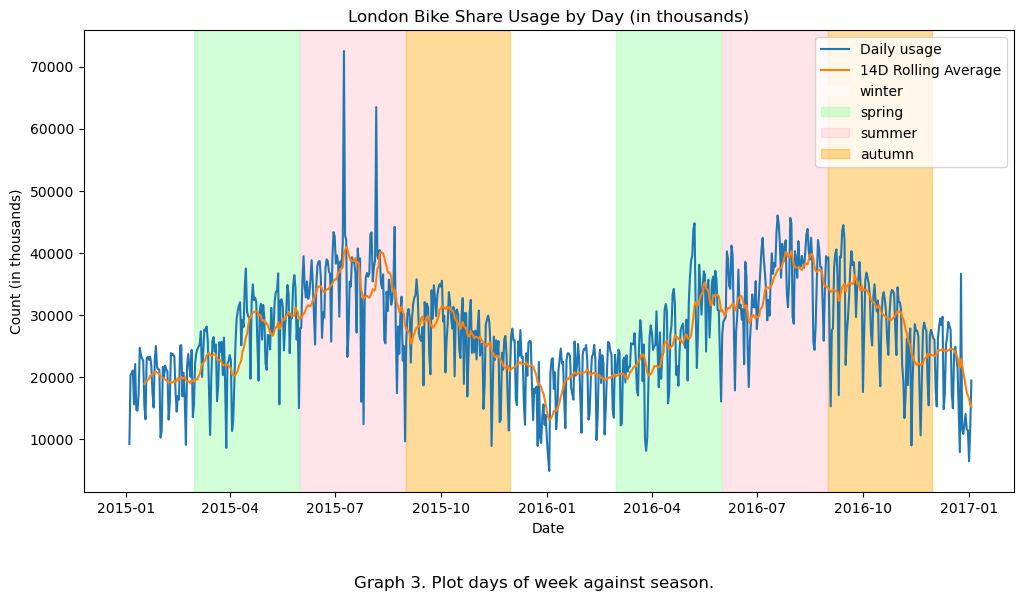 London Bike Share Usage by Day (in thousands)
Count (in thousands)
70000
60000
50000
40000
30000
20000
10000
Daily usage
14D Rolling Average
winter
spring
summer
autumn
2015-01 2015-04 2015-07 2015-10 2016-01 2016-04 2016-07 2016-10 2017-01
Date
Graph 3. Plot days of week against season.